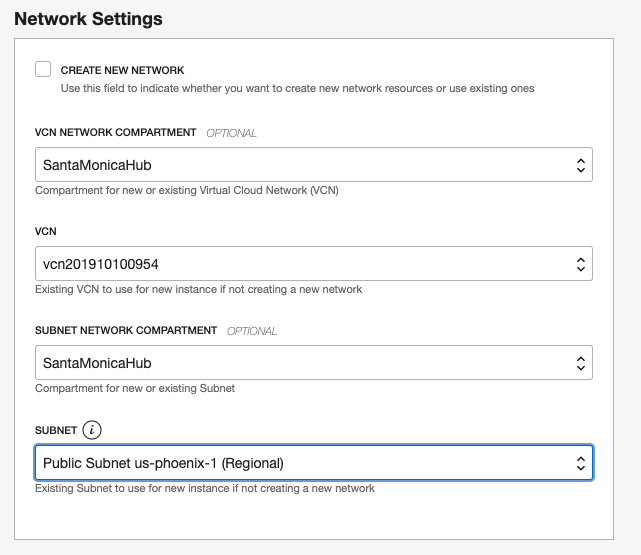 Network Settings
CREATE NEW NETWORK
Use this field to indicate whether you want to create new network resources or use existing ones
VCN NETWORK COMPARTMENT OPTIONAL
SantaMonicaHub
Compartment for new or existing Virtual Cloud Network (VCN)
VCN
vcn201910100954
Existing VCN to use for new instance if not creating a new network
SUBNET NETWORK COMPARTMENT OPTIONAL
SantaMonicaHub
Compartment for new or existing Subnet
SUBNET i
Public Subnet us-phoenix-1 (Regional)
Existing Subnet to use for new instance if not creating a new network